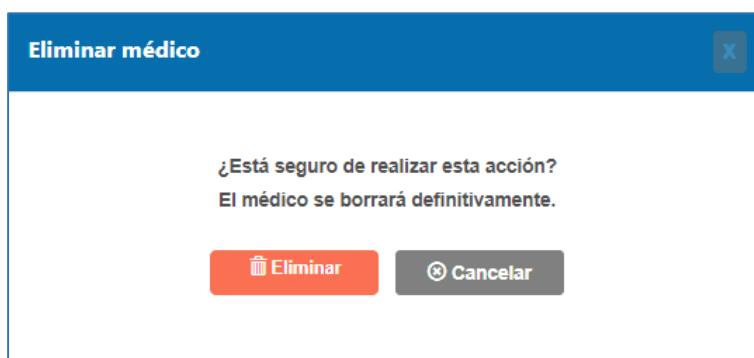 Eliminar médico
X
¿Está seguro de realizar esta acción?
El médico se borrará definitivamente.
Eliminar
Cancelar